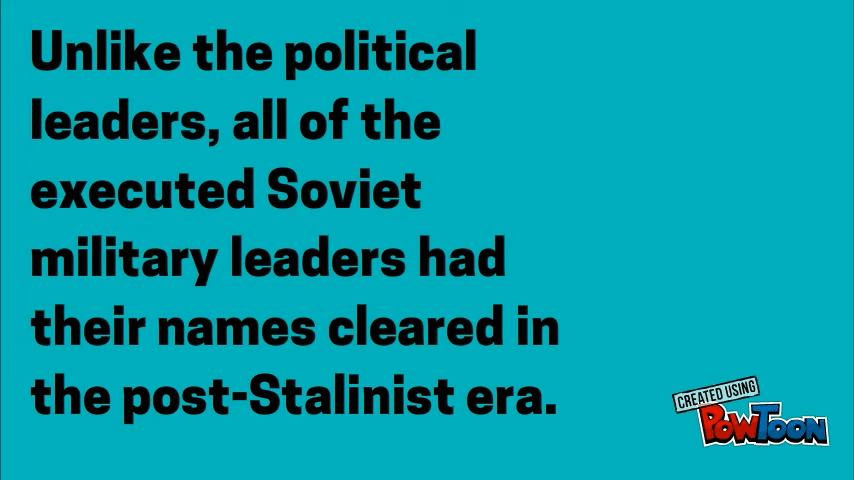 Unlike the political
leaders, all of the
executed Soviet
military leaders had
their names cleared in
the post-Stalinist era.
CREATED USING
POWTOON